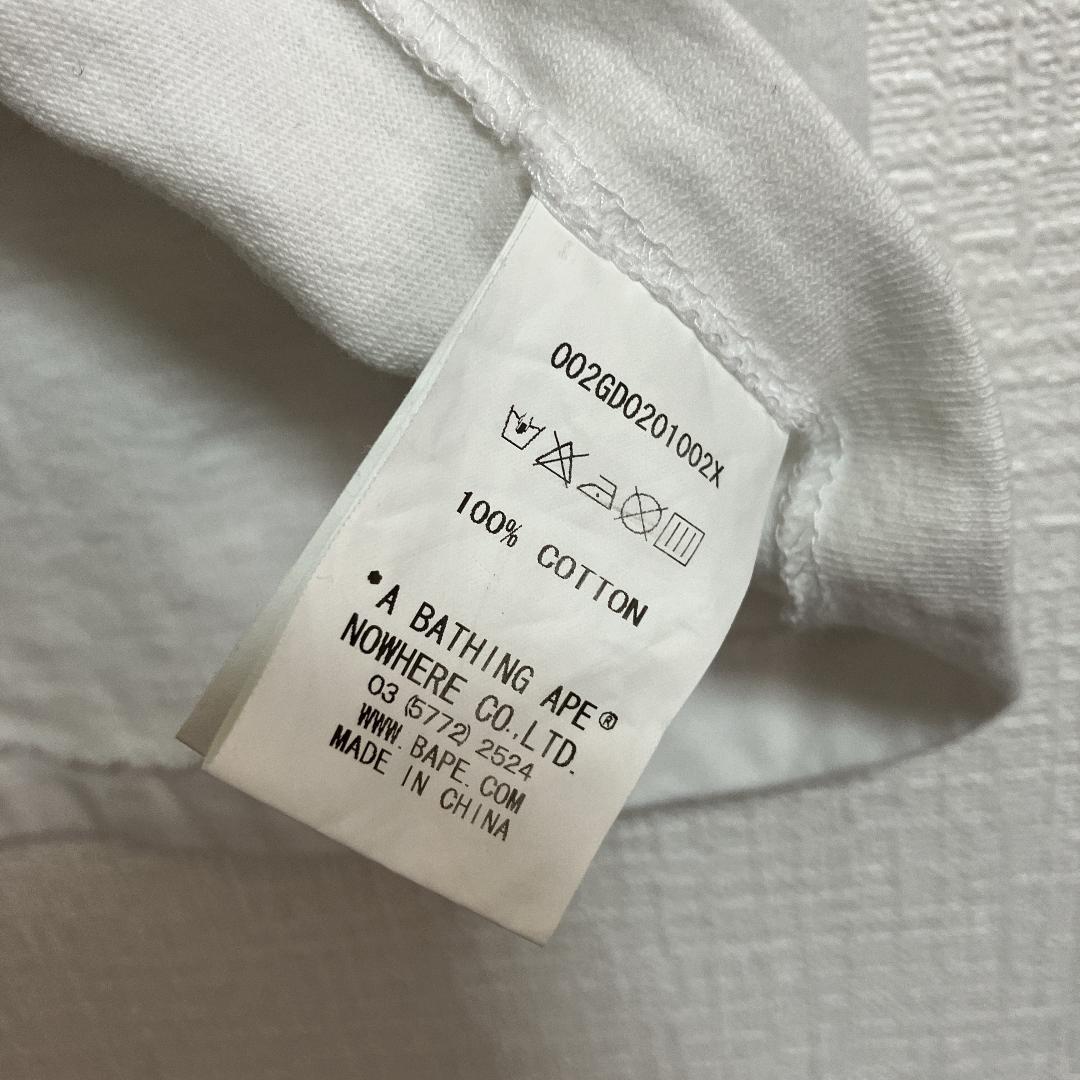 002GD0201002X
100% COTTON
•A BATHING APE®
NOWHERE CO.,LTD.
03 (5772) 2524
WWW.BAPE.COM
MADE IN CHINA